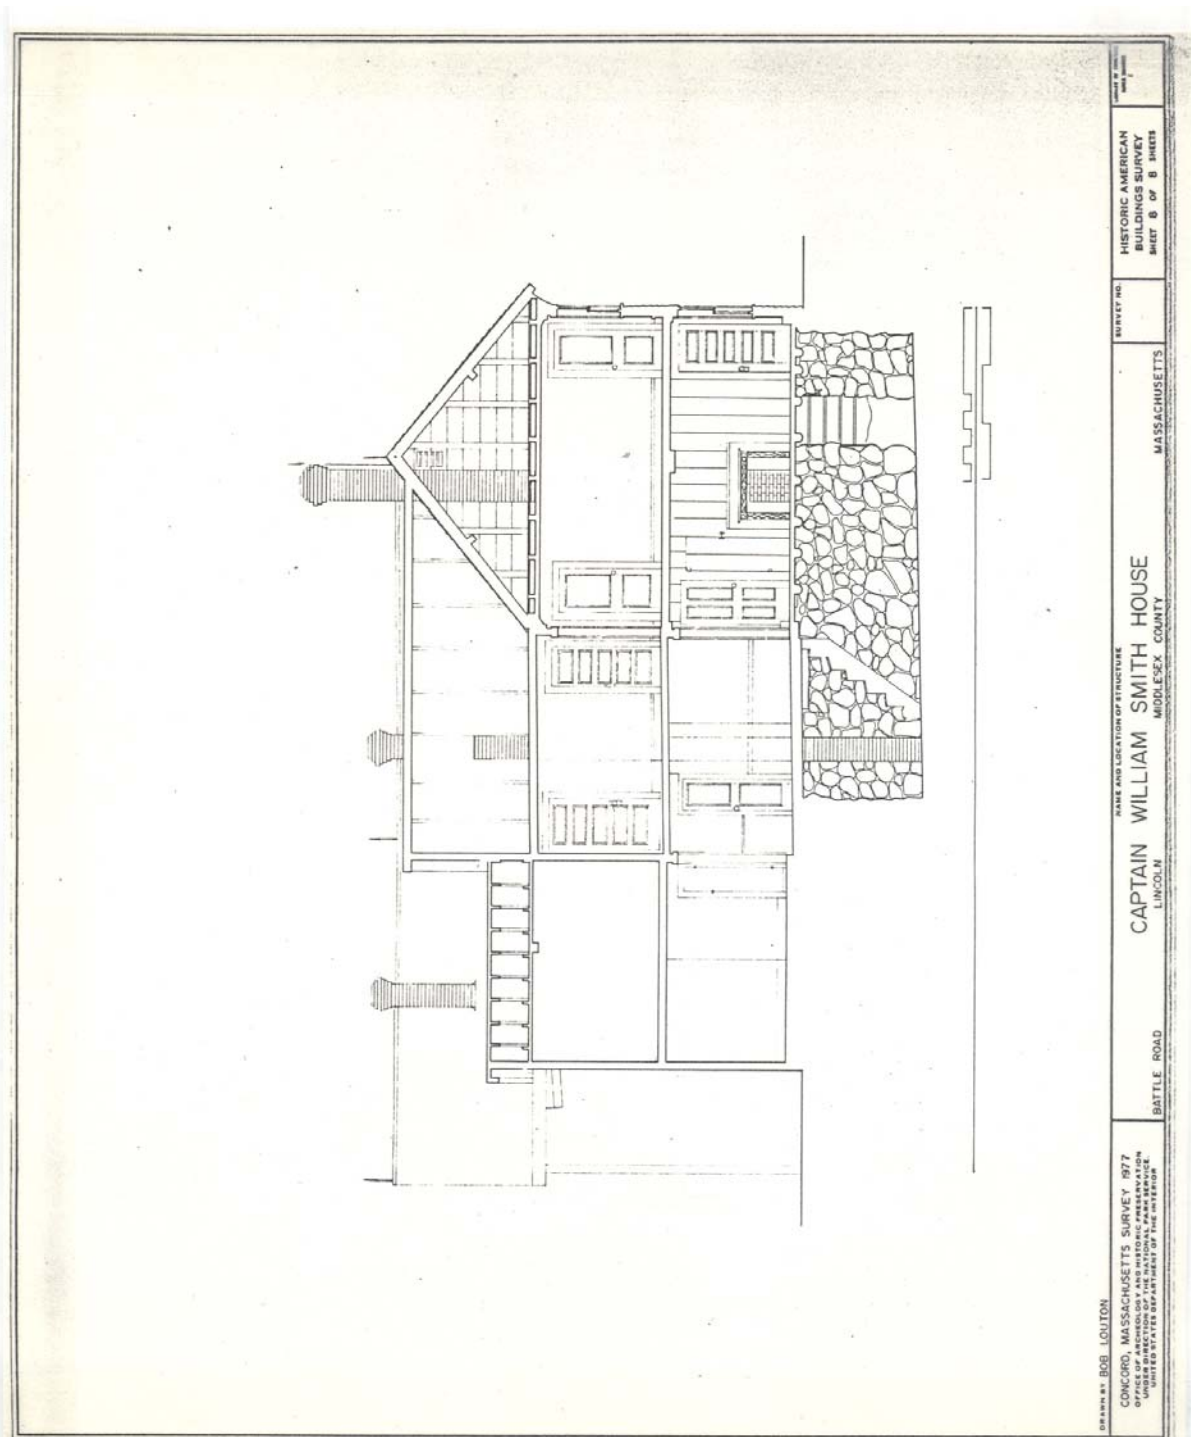 DRAWN BY BOB LOUTON
CONCORD, MASSACHUSETTS SURVEY 1977
OFFICE OF ARCHEOLOGY AND HISTORIC PRESERVATION
UNDER DIRECTION OF THE NATIONAL PARK SERVICE,
UNITED STATES DEPARTMENT OF THE INTERIOR
NAME AND LOCATION OF STRUCTURE
CAPTAIN WILLIAM SMITH HOUSE
BATTLE ROAD LINCOLN MIDDLESEX COUNTY MASSACHUSETTS
SURVEY NO.
HISTORIC AMERICAN
BUILDINGS SURVEY
SHEET 8 OF 8 SHEETS